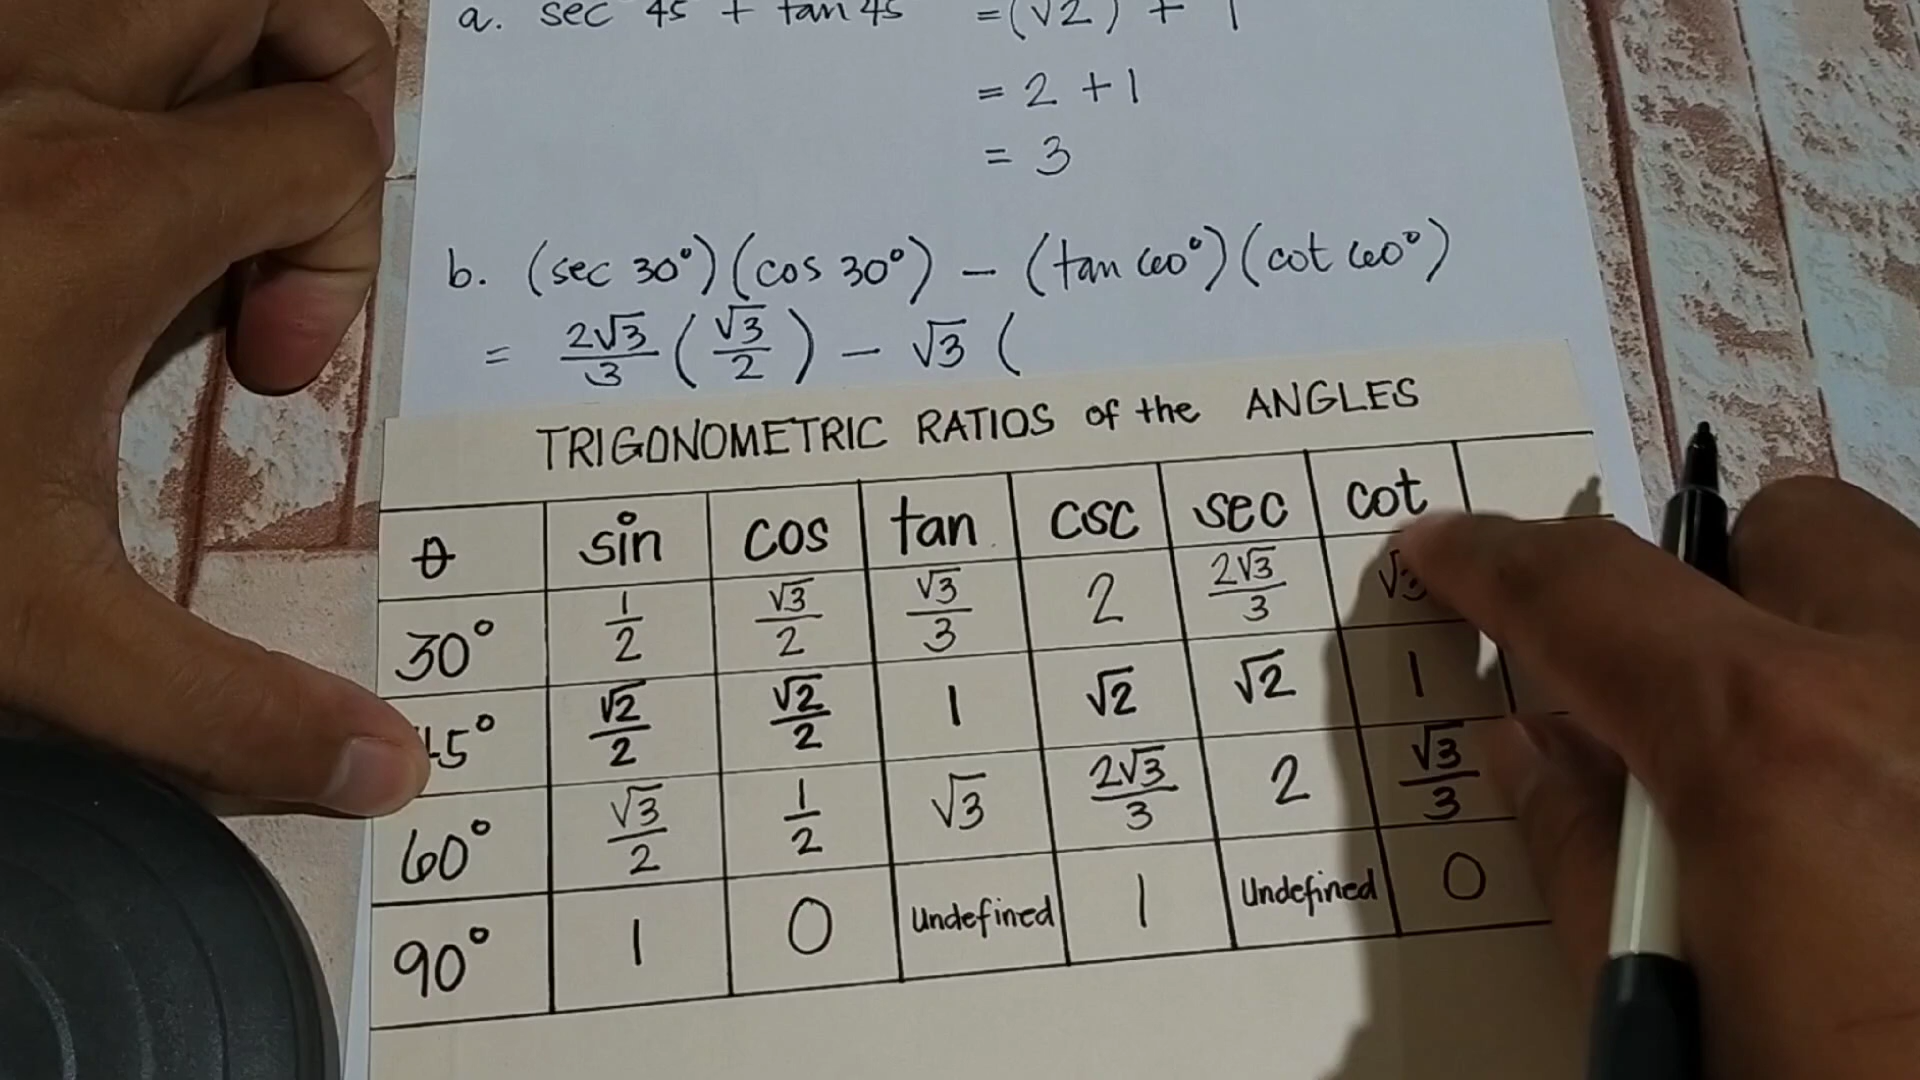 a. sec 45 + tan 45 = (√2) + 1
= 2 + 1
= 3
b. (sec 30°)(cos 30°) − (tan 60°)(cot 60°)
= 2√3/3 (√3/2) − √3 (
TRIGONOMETRIC RATIOS of the ANGLES
θ sin cos tan csc sec cot
30° 1/2 √3/2 √3/3 2 2√3/3 √3
45° √2/2 √2/2 1 √2 √2 1
60° √3/2 1/2 √3 2√3/3 2 √3/3
90° 1 0 Undefined 1 Undefined 0